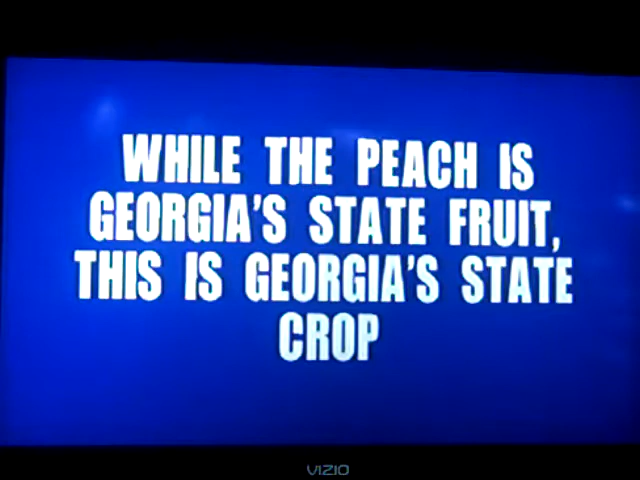 WHILE THE PEACH IS
GEORGIA'S STATE FRUIT,
THIS IS GEORGIA'S STATE
CROP
VIZIO